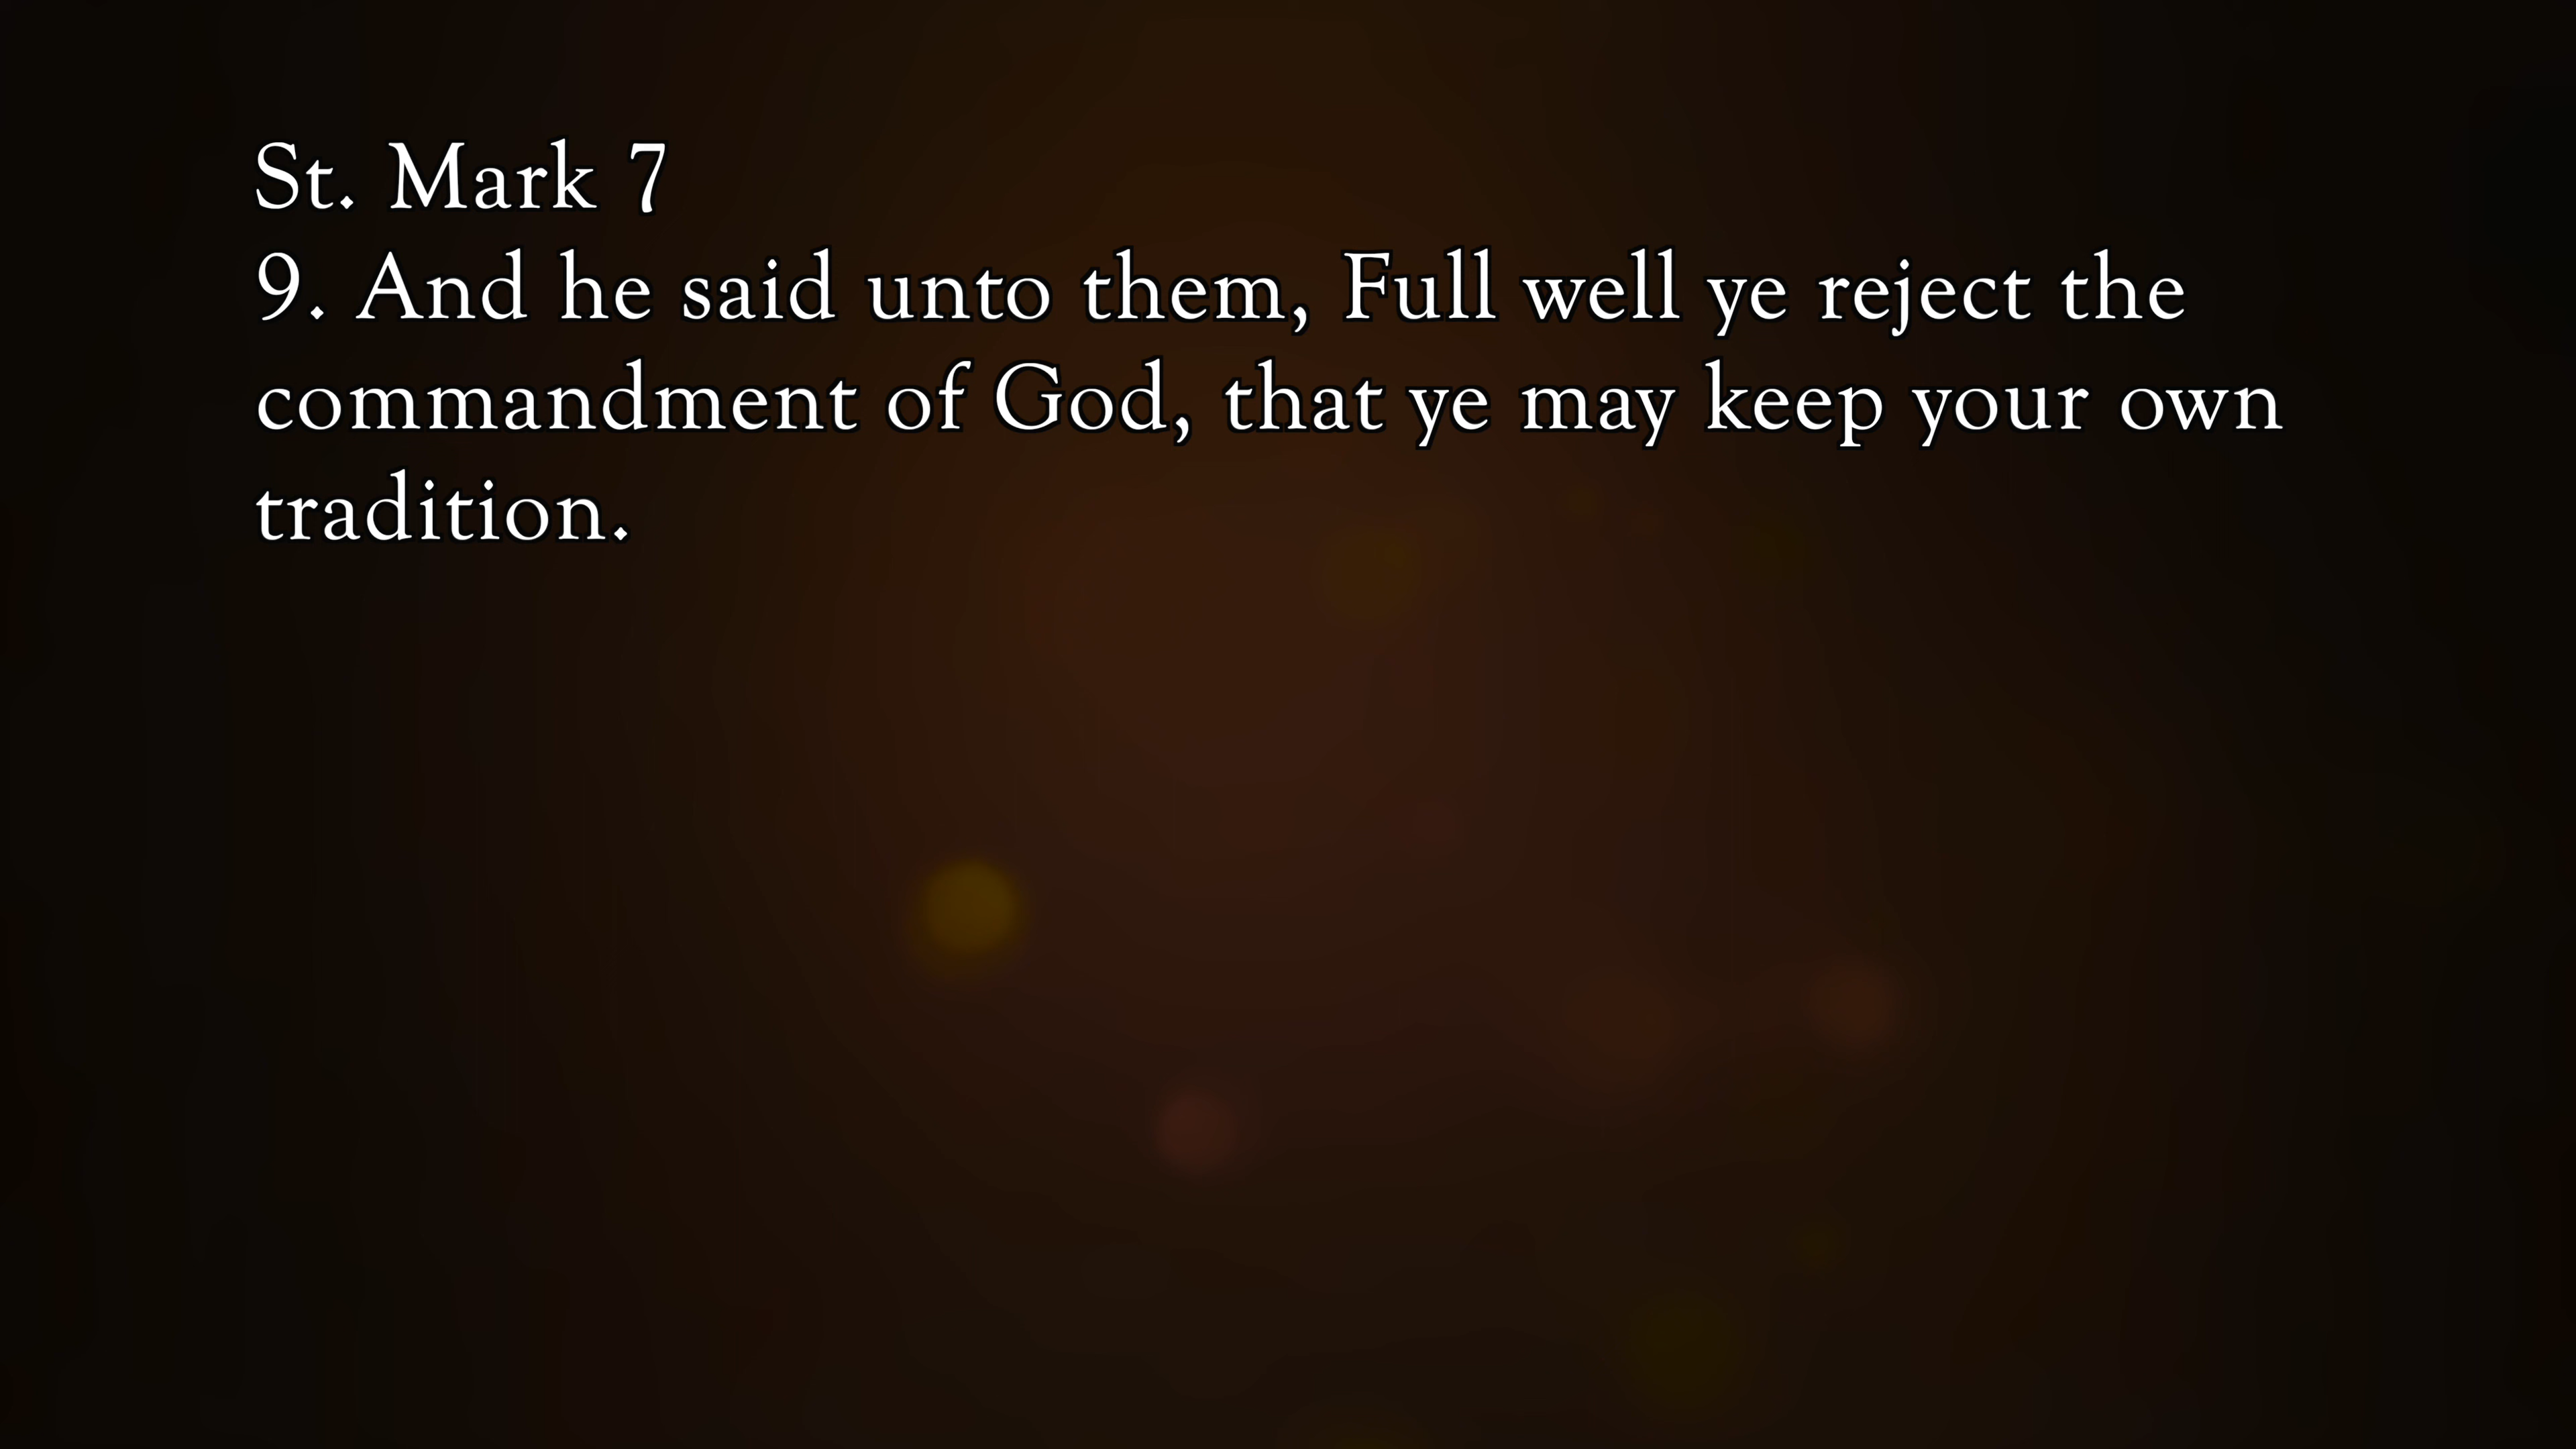 St. Mark 7
9. And he said unto them, Full well ye reject the
commandment of God, that ye may keep your own
tradition.